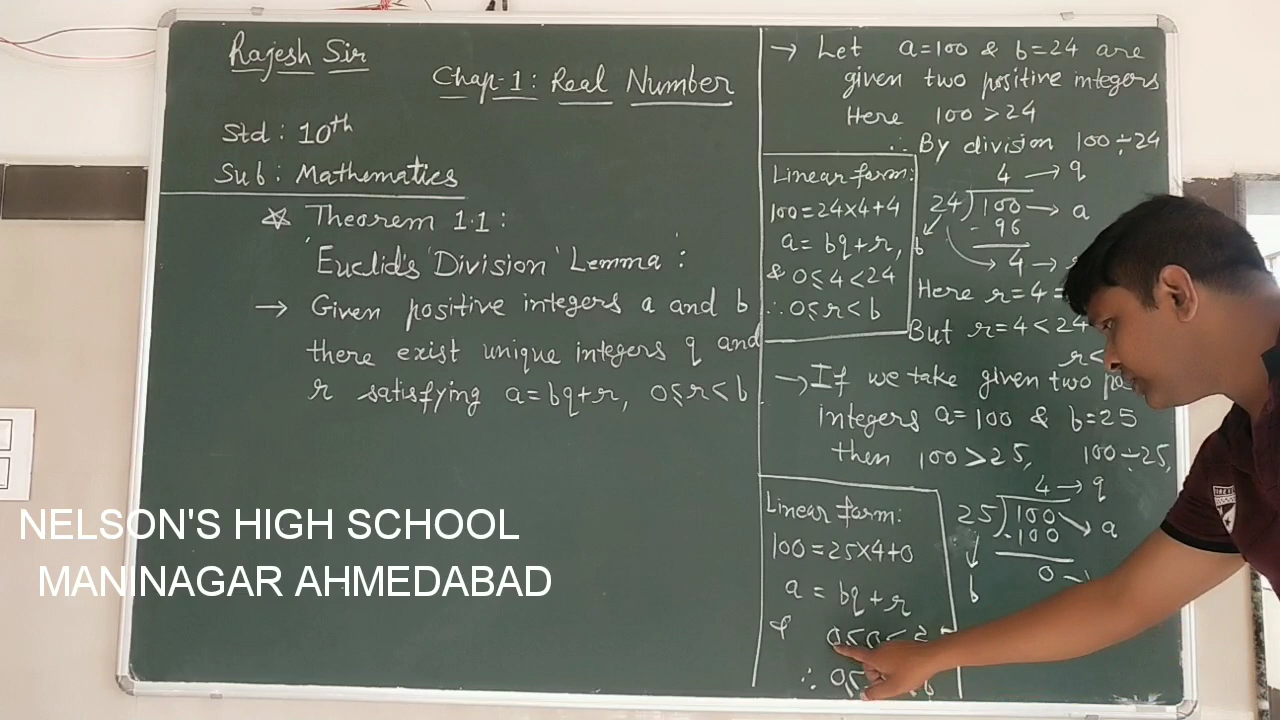 Rajesh Sir
Chap-1: Real Number
Std: 10th
Sub: Mathematics
☆ Theorem 1.1:
'Euclid's 'Division' Lemma':
→ Given positive integers a and b
there exist unique integers q and
r satisfying a=bq+r, 0≤r<b.
→ Let a=100 & b=24 are
given two positive integers
Here 100>24
∴ By division 100÷24
Linear form:
100=24×4+4
a=bq+r,
& 0≤4<24
∴ 0≤r<b
4 → q
24)100 → a
b
- 96
4 →
Here r=4
But r=4<24
r<
→ If we take given two
integers a=100 & b=25
then 100>25, 100÷25,
Linear form:
100=25×4+0
a=bq+r
& 0≤0<2
∴ 0≤ b
4 → q
25)100 a
-100
b
0
NELSON'S HIGH SCHOOL
MANINAGAR AHMEDABAD